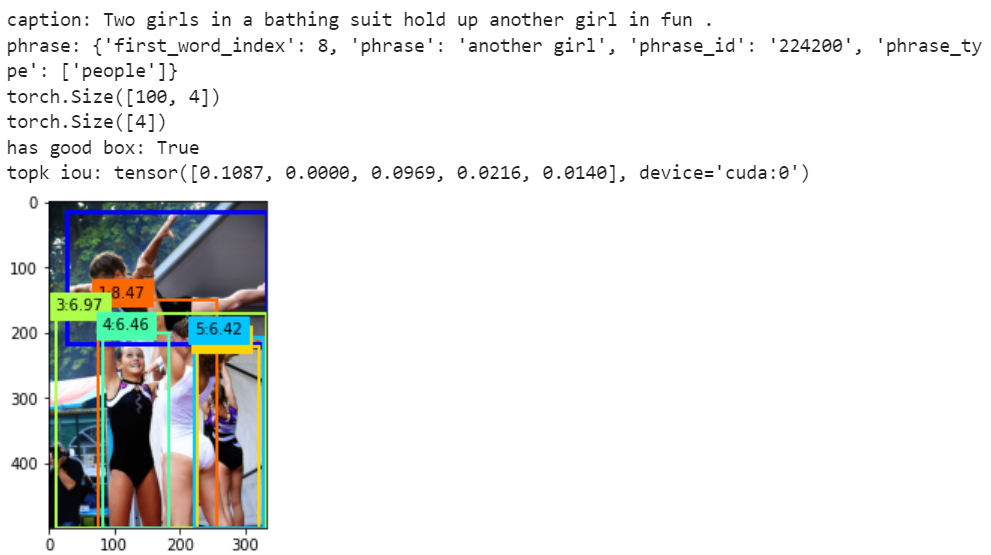 caption: Two girls in a bathing suit hold up another girl in fun .
phrase: {'first_word_index': 8, 'phrase': 'another girl', 'phrase_id': '224200', 'phrase_ty
pe': ['people']}
torch.Size([100, 4])
torch.Size([4])
has good box: True
topk iou: tensor([0.1087, 0.0000, 0.0969, 0.0216, 0.0140], device='cuda:0')
0
100
1:8.47
3:6.97
4:6.46
5:6.42
200
300
400
0 100 200 300